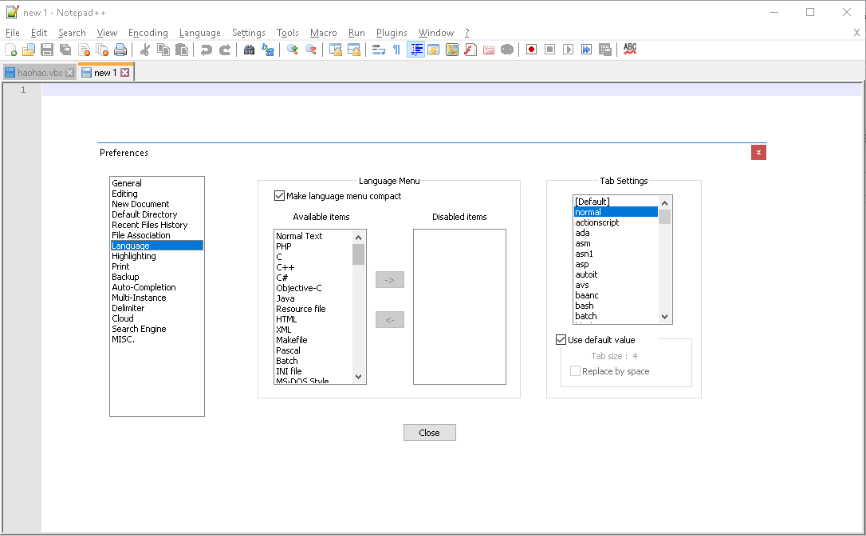 new 1 - Notepad++
File Edit Search View Encoding Language Settings Tools Macro Run Plugins Window ? X
ABC
haohao.vbs new 1
1
Preferences
General
Editing
New Document
Default Directory
Recent Files History
File Association
Language
Highlighting
Print
Backup
Auto-Completion
Multi-Instance
Delimiter
Cloud
Search Engine
MISC.
Language Menu
Make language menu compact
Available items
Disabled items
Normal Text
PHP
C
C++
C#
Objective-C
Java
Resource file
HTML
XML
Makefile
Pascal
Batch
INI file
MS-DOS Style
->
<-
Tab Settings
[Default]
normal
actionscript
ada
asm
asn1
asp
autoit
avs
baanc
bash
batch
Use default value
Tab size : 4
Replace by space
Close